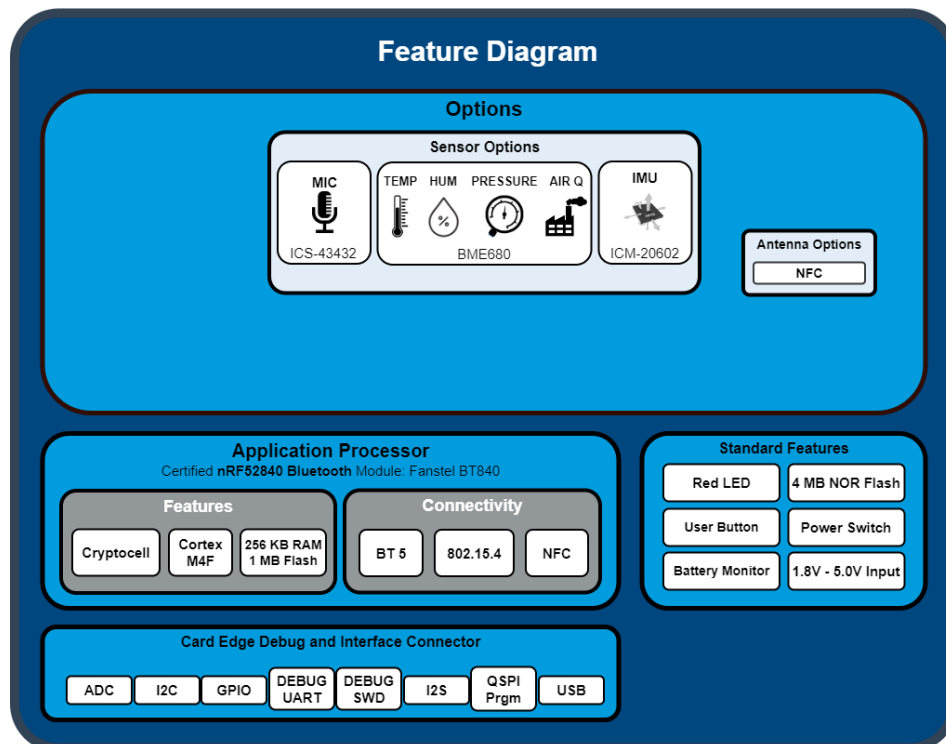 Feature Diagram
Options
Sensor Options
MIC
ICS-43432
TEMP HUM PRESSURE AIR Q
%
BME680
IMU
ICM-20602
Antenna Options
NFC
Application Processor
Certified nRF52840 Bluetooth Module: Fanstel BT840
Features
Cryptocell
Cortex
M4F
256 KB RAM
1 MB Flash
Connectivity
BT 5
802.15.4
NFC
Standard Features
Red LED
4 MB NOR Flash
User Button
Power Switch
Battery Monitor
1.8V - 5.0V Input
Card Edge Debug and Interface Connector
ADC
I2C
GPIO
DEBUG
UART
DEBUG
SWD
I2S
QSPI
Prgm
USB